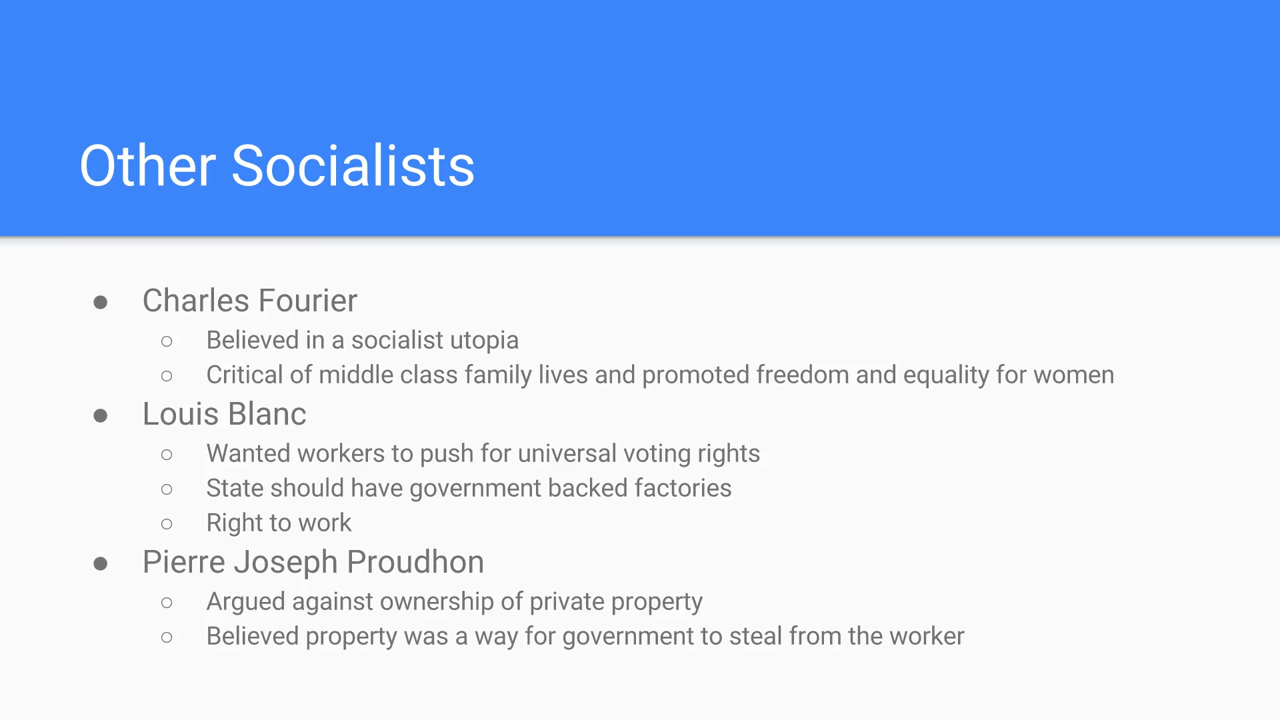 Other Socialists
● Charles Fourier
○ Believed in a socialist utopia
○ Critical of middle class family lives and promoted freedom and equality for women
● Louis Blanc
○ Wanted workers to push for universal voting rights
○ State should have government backed factories
○ Right to work
● Pierre Joseph Proudhon
○ Argued against ownership of private property
○ Believed property was a way for government to steal from the worker